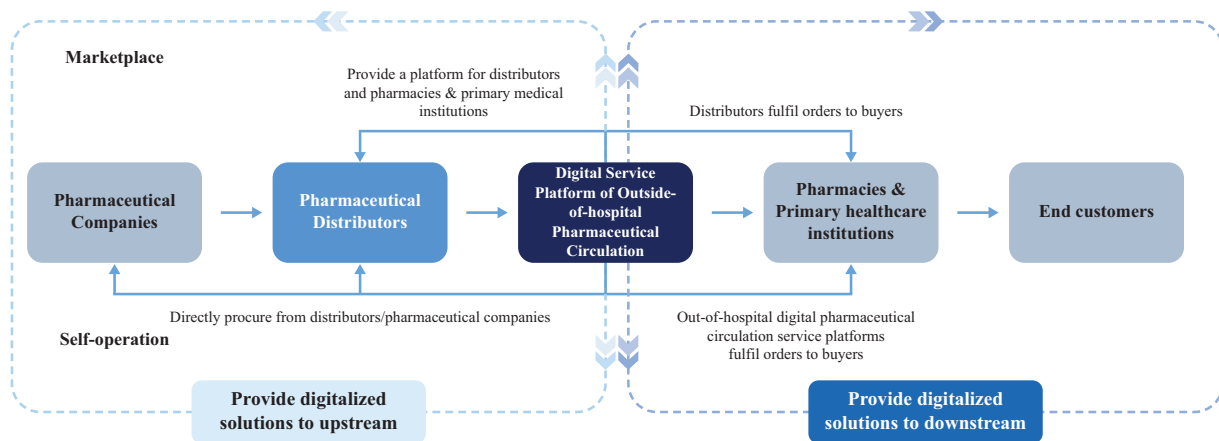 Marketplace
Provide a platform for distributors
and pharmacies & primary medical
institutions
Distributors fulfil orders to buyers
Pharmaceutical
Companies
Pharmaceutical
Distributors
Digital Service
Platform of Outside-
of-hospital
Pharmaceutical
Circulation
Pharmacies &
Primary healthcare
institutions
End customers
Directly procure from distributors/pharmaceutical companies
Out-of-hospital digital pharmaceutical
circulation service platforms
fulfil orders to buyers
Self-operation
Provide digitalized
solutions to upstream
Provide digitalized
solutions to downstream